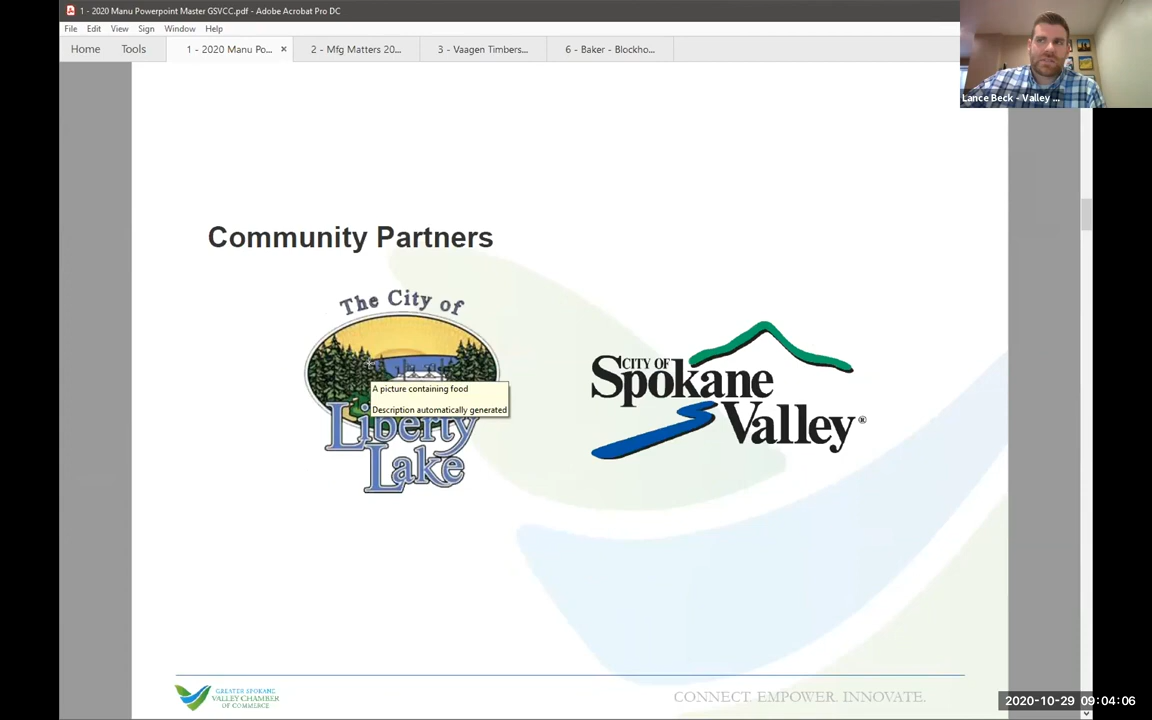 1 - 2020 Manu Powerpoint Master GSVCC.pdf - Adobe Acrobat Pro DC
File Edit View Sign Window Help
Home Tools 1 - 2020 Manu Po... × 2 - Mfg Matters 20... 3 - Vaagen Timbers... 6 - Baker - Blockho...
Lance Beck - Valley ...
Community Partners
The City of
Liberty
Lake
A picture containing food
Description automatically generated
CITY OF
Spokane
Valley®
GREATER SPOKANE
VALLEY CHAMBER
OF COMMERCE
CONNECT. EMPOWER. INNOVATE.
2020-10-29 09:04:06